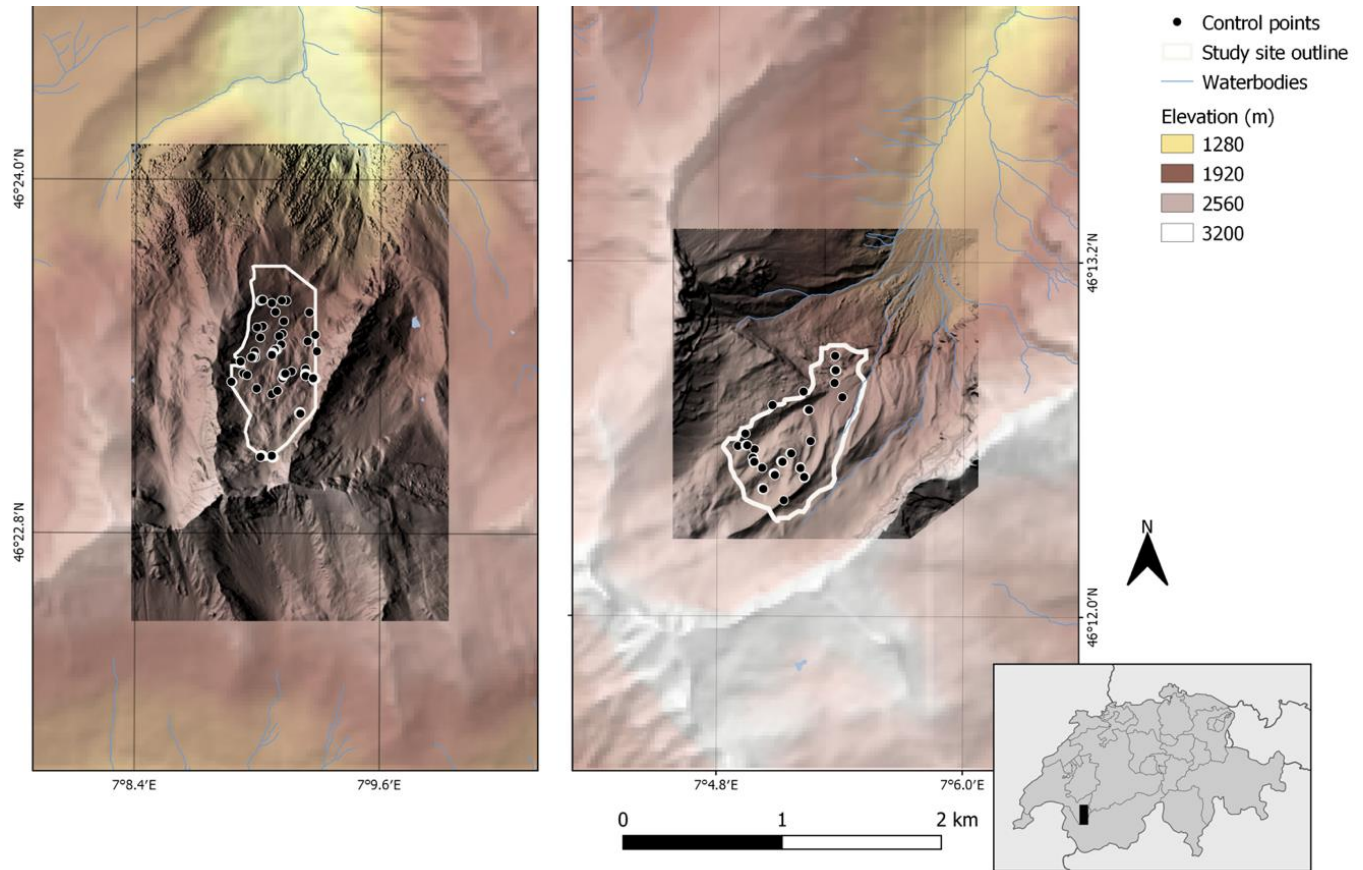 Control points
Study site outline
Waterbodies
Elevation (m)
1280
1920
2560
3200
46°24.0'N
46°22.8'N
7°8.4'E
7°9.6'E
46°13.2'N
46°12.0'N
7°4.8'E
7°6.0'E
N
0 1 2 km